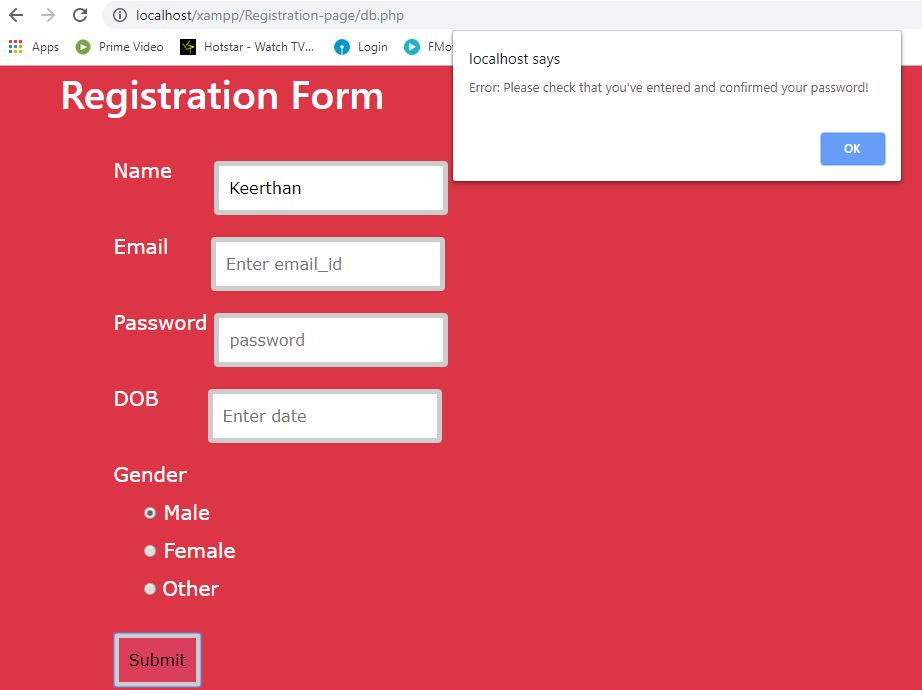 localhost/xampp/Registration-page/db.php
Apps Prime Video Hotstar - Watch TV... Login FMo
localhost says
Error: Please check that you've entered and confirmed your password!
OK
Registration Form
Name Keerthan
Email Enter email_id
Password password
DOB Enter date
Gender
Male
Female
Other
Submit